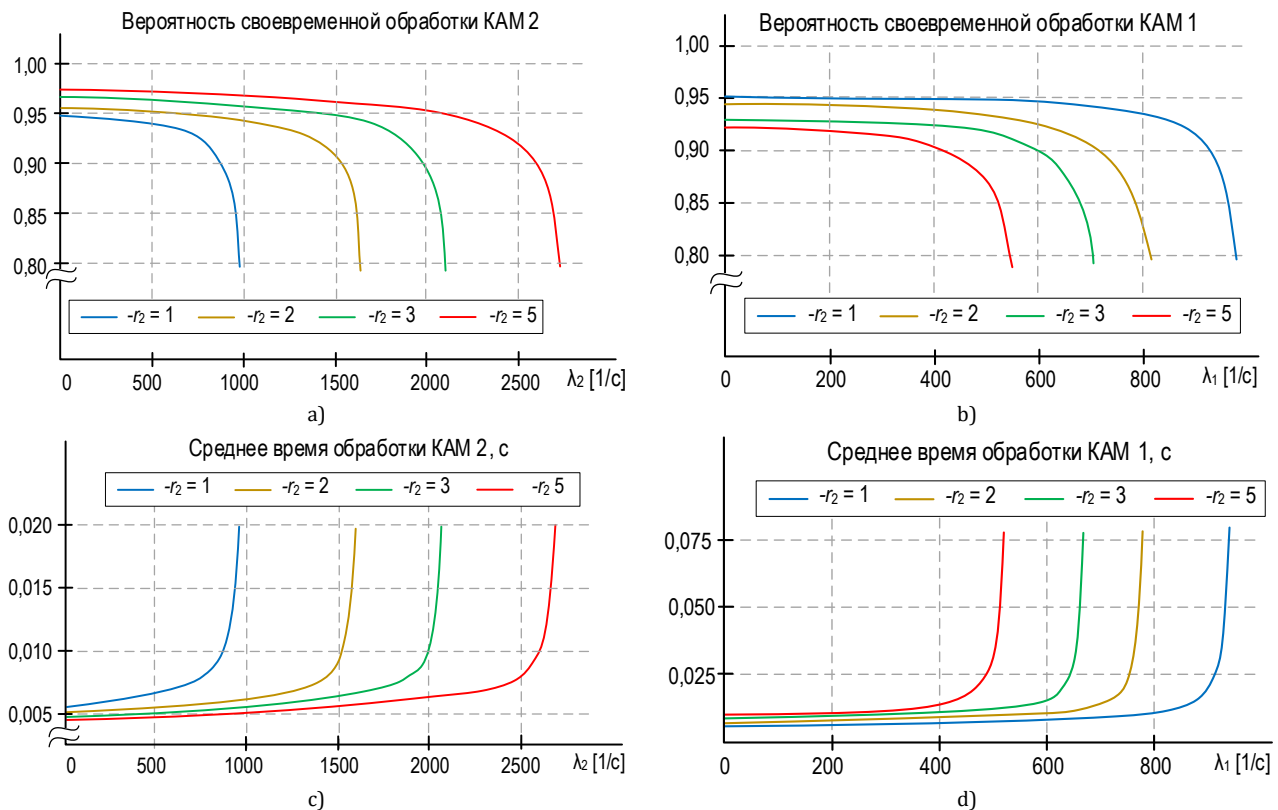 Вероятность своевременной обработки КАМ 2
1,00
0,95
0,90
0,85
0,80
-r₂ = 1 -r₂ = 2 -r₂ = 3 -r₂ = 5
0 500 1000 1500 2000 2500 λ₂ [1/с]
a)
Вероятность своевременной обработки КАМ 1
1,00
0,95
0,90
0,85
0,80
-r₂ = 1 -r₂ = 2 -r₂ = 3 -r₂ = 5
0 200 400 600 800 λ₁ [1/с]
b)
Среднее время обработки КАМ 2, с
-r₂ = 1 -r₂ = 2 -r₂ = 3 -r₂ 5
0,020
0,015
0,010
0,005
0 500 1000 1500 2000 2500 λ₂ [1/с]
c)
Среднее время обработки КАМ 1, с
-r₂ = 1 -r₂ = 2 -r₂ = 3 -r₂ = 5
0,075
0,050
0,025
0 200 400 600 800 λ₁ [1/с]
d)